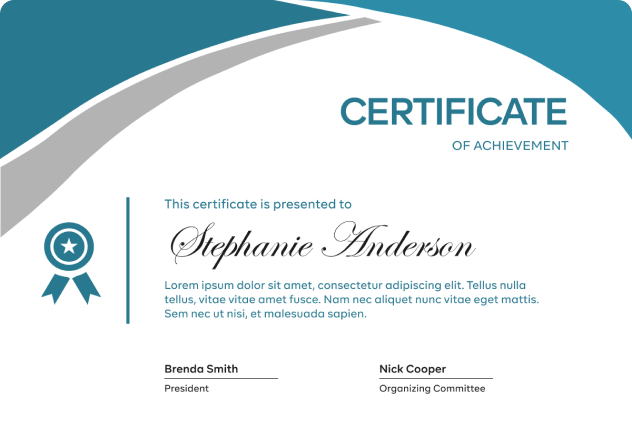 CERTIFICATE
OF ACHIEVEMENT
This certificate is presented to
Stephanie Anderson
Lorem ipsum dolor sit amet, consectetur adipiscing elit. Tellus nulla
tellus, vitae vitae amet fusce. Nam nec aliquet nunc vitae eget mattis.
Sem nec ut nisi, et malesuada sapien.
Brenda Smith
President
Nick Cooper
Organizing Committee